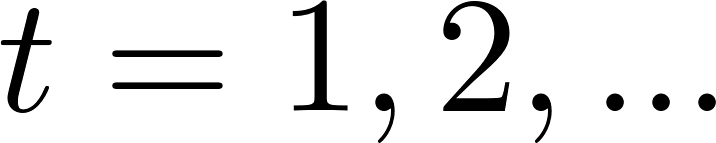 t = 1, 2, ...